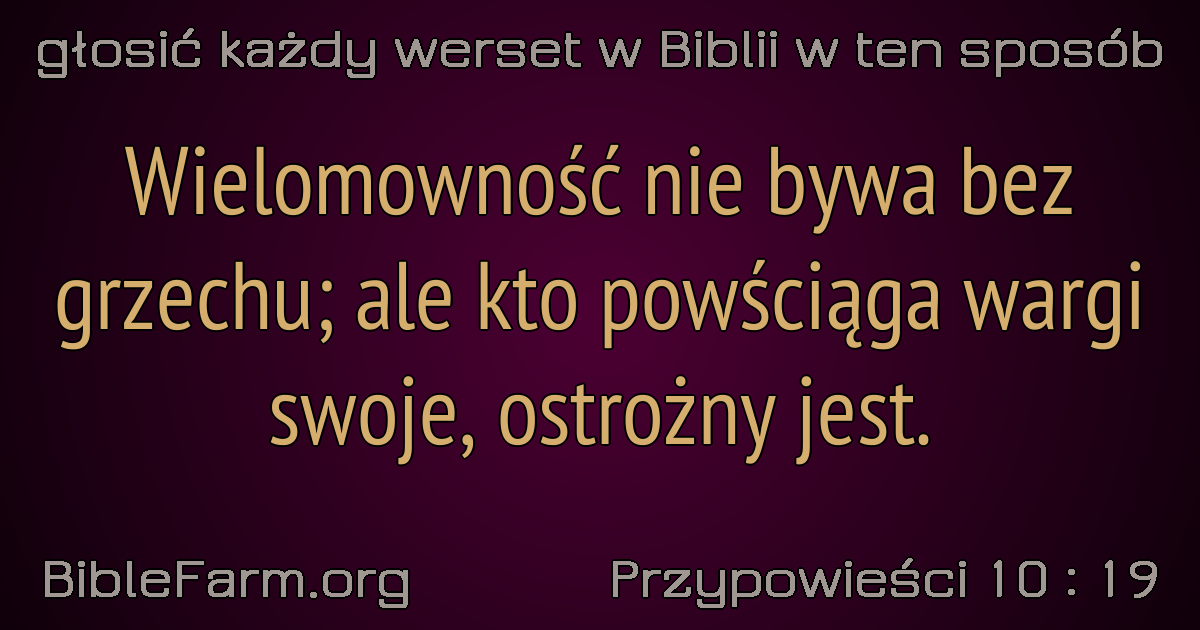 głosić każdy werset w Biblii w ten sposób
Wielomowność nie bywa bez
grzechu; ale kto powściąga wargi
swoje, ostrożny jest.
BibleFarm.org
Przypowieści 10 : 19